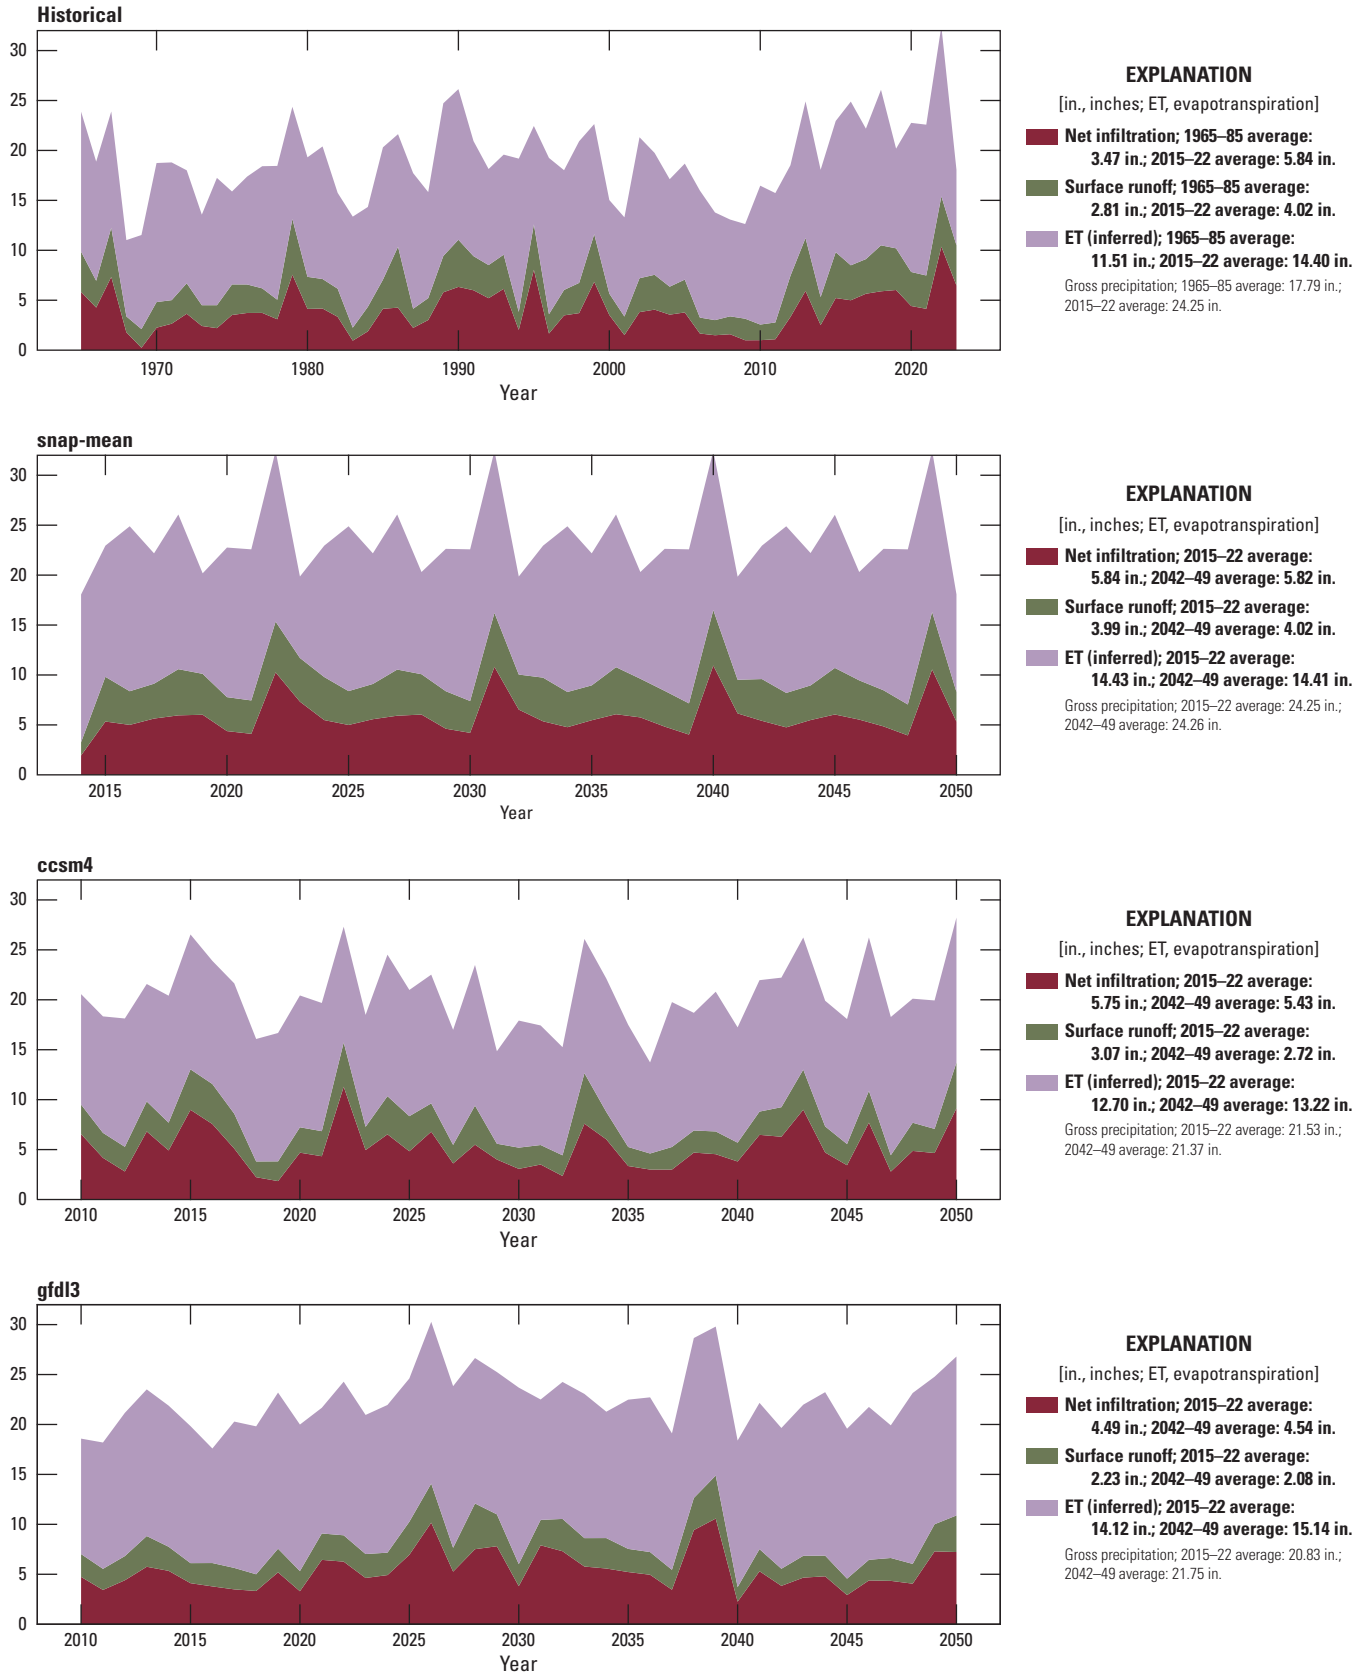 Historical
30
25
20
15
10
5
0
1970 1980 1990 2000 2010 2020
Year
EXPLANATION
[in., inches; ET, evapotranspiration]
Net infiltration; 1965–85 average:
3.47 in.; 2015–22 average: 5.84 in.
Surface runoff; 1965–85 average:
2.81 in.; 2015–22 average: 4.02 in.
ET (inferred); 1965–85 average:
11.51 in.; 2015–22 average: 14.40 in.
Gross precipitation; 1965–85 average: 17.79 in.;
2015–22 average: 24.25 in.
snap-mean
30
25
20
15
10
5
0
2015 2020 2025 2030 2035 2040 2045 2050
Year
EXPLANATION
[in., inches; ET, evapotranspiration]
Net infiltration; 2015–22 average:
5.84 in.; 2042–49 average: 5.82 in.
Surface runoff; 2015–22 average:
3.99 in.; 2042–49 average: 4.02 in.
ET (inferred); 2015–22 average:
14.43 in.; 2042–49 average: 14.41 in.
Gross precipitation; 2015–22 average: 24.25 in.;
2042–49 average: 24.26 in.
ccsm4
30
25
20
15
10
5
0
2010 2015 2020 2025 2030 2035 2040 2045 2050
Year
EXPLANATION
[in., inches; ET, evapotranspiration]
Net infiltration; 2015–22 average:
5.75 in.; 2042–49 average: 5.43 in.
Surface runoff; 2015–22 average:
3.07 in.; 2042–49 average: 2.72 in.
ET (inferred); 2015–22 average:
12.70 in.; 2042–49 average: 13.22 in.
Gross precipitation; 2015–22 average: 21.53 in.;
2042–49 average: 21.37 in.
gfdl3
30
25
20
15
10
5
0
2010 2015 2020 2025 2030 2035 2040 2045 2050
Year
EXPLANATION
[in., inches; ET, evapotranspiration]
Net infiltration; 2015–22 average:
4.49 in.; 2042–49 average: 4.54 in.
Surface runoff; 2015–22 average:
2.23 in.; 2042–49 average: 2.08 in.
ET (inferred); 2015–22 average:
14.12 in.; 2042–49 average: 15.14 in.
Gross precipitation; 2015–22 average: 20.83 in.;
2042–49 average: 21.75 in.